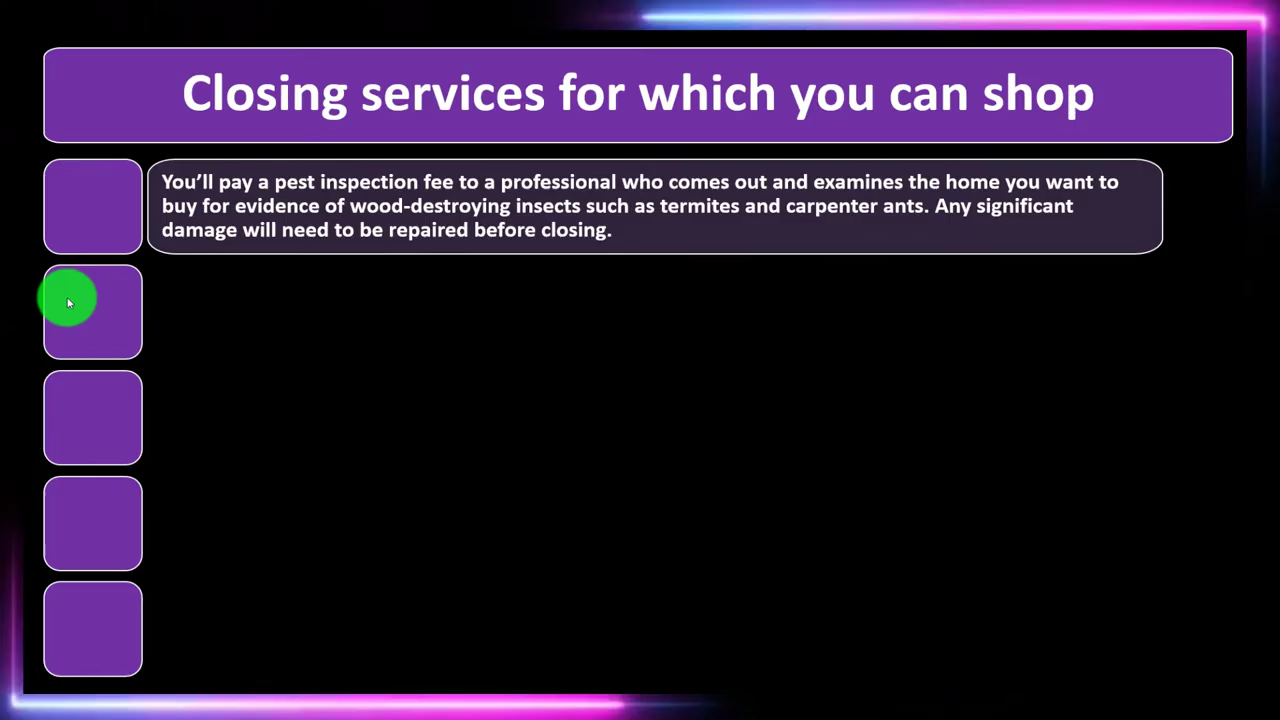 Closing services for which you can shop
You’ll pay a pest inspection fee to a professional who comes out and examines the home you want to
buy for evidence of wood-destroying insects such as termites and carpenter ants. Any significant
damage will need to be repaired before closing.